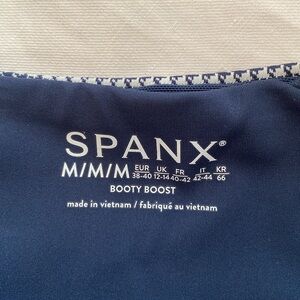 SPANX®
M/M/M EUR UK FR IT KR
38-40 12-14 40-42 42-44 66
BOOTY BOOST
made in vietnam / fabriqué au vietnam